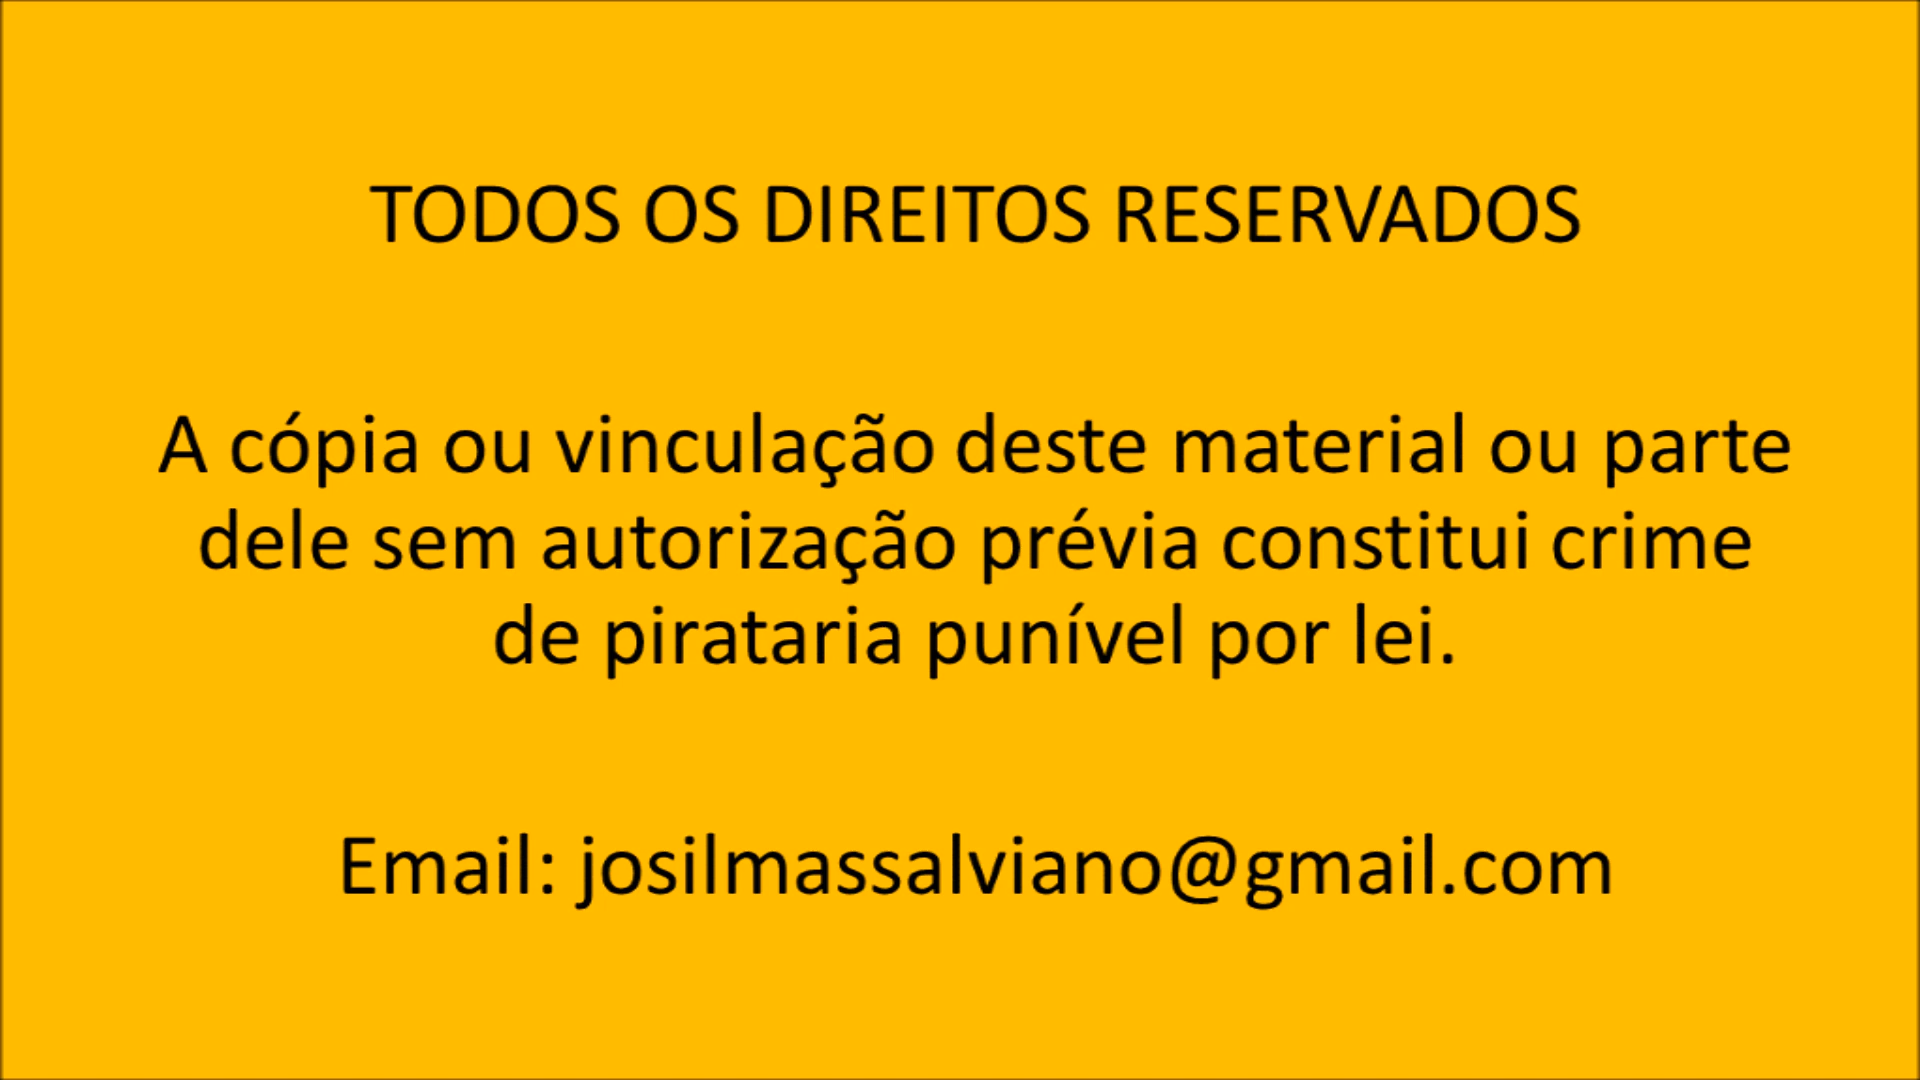 TODOS OS DIREITOS RESERVADOS
A cópia ou vinculação deste material ou parte
dele sem autorização prévia constitui crime
de pirataria punível por lei.
Email: josilmassalviano@gmail.com